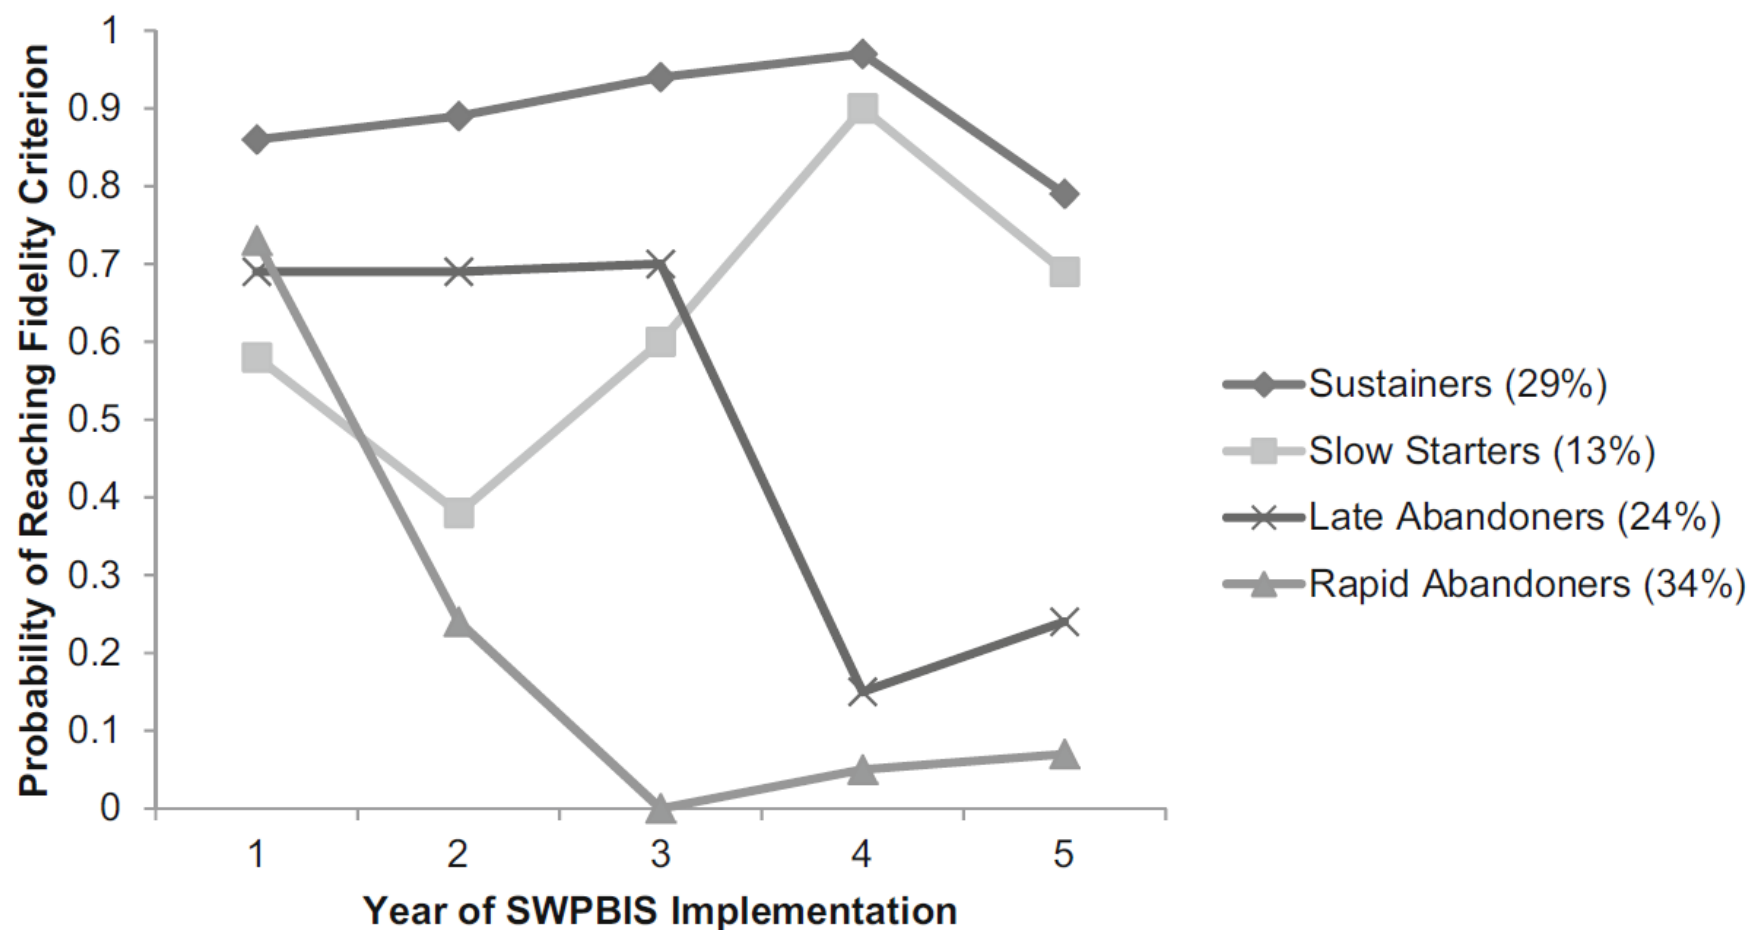 Probability of Reaching Fidelity Criterion
1
0.9
0.8
0.7
0.6
0.5
0.4
0.3
0.2
0.1
0
1 2 3 4 5
Year of SWPBIS Implementation
Sustainers (29%)
Slow Starters (13%)
Late Abandoners (24%)
Rapid Abandoners (34%)